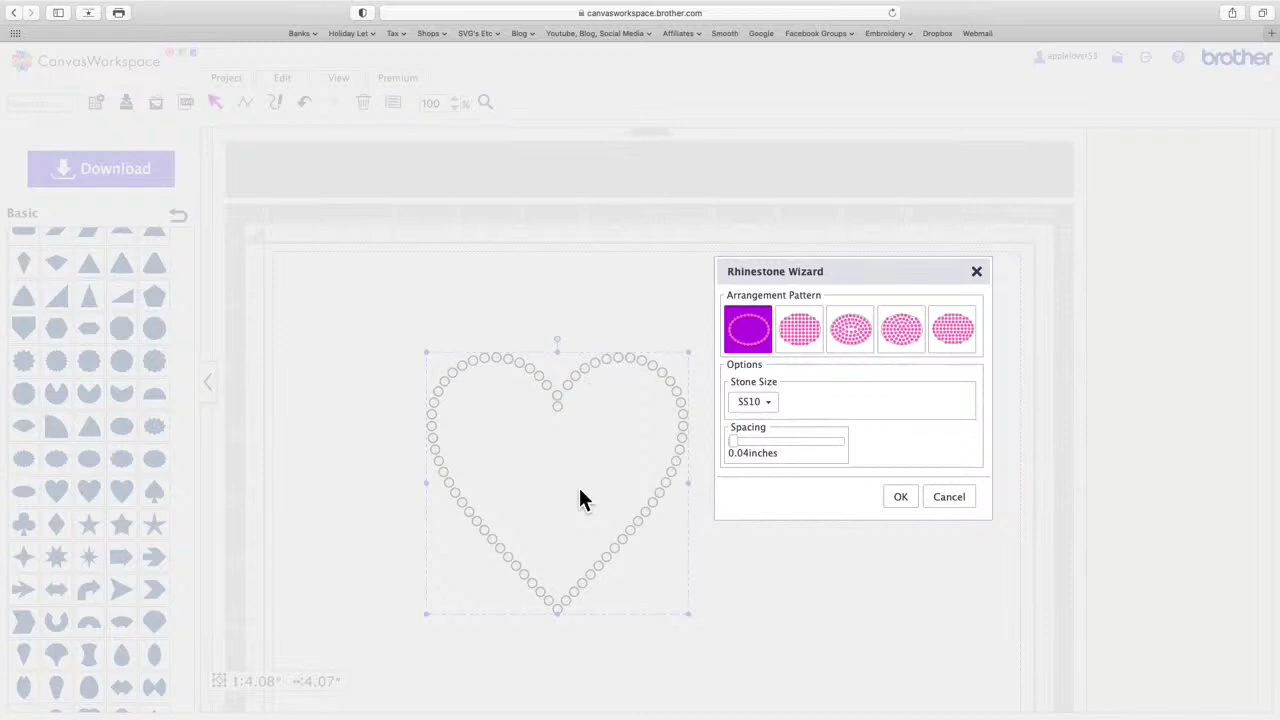 canvasworkspace.brother.com
Banks Holiday Let Tax Shops SVG's Etc Blog Youtube, Blog, Social Media Affiliates Smooth Google Facebook Groups Embroidery Dropbox Webmail
CanvasWorkspace
applelover53
brother
Project Edit View Premium
100 %
Download
Basic
Rhinestone Wizard
Arrangement Pattern
Options
Stone Size
SS10
Spacing
0.04inches
OK Cancel